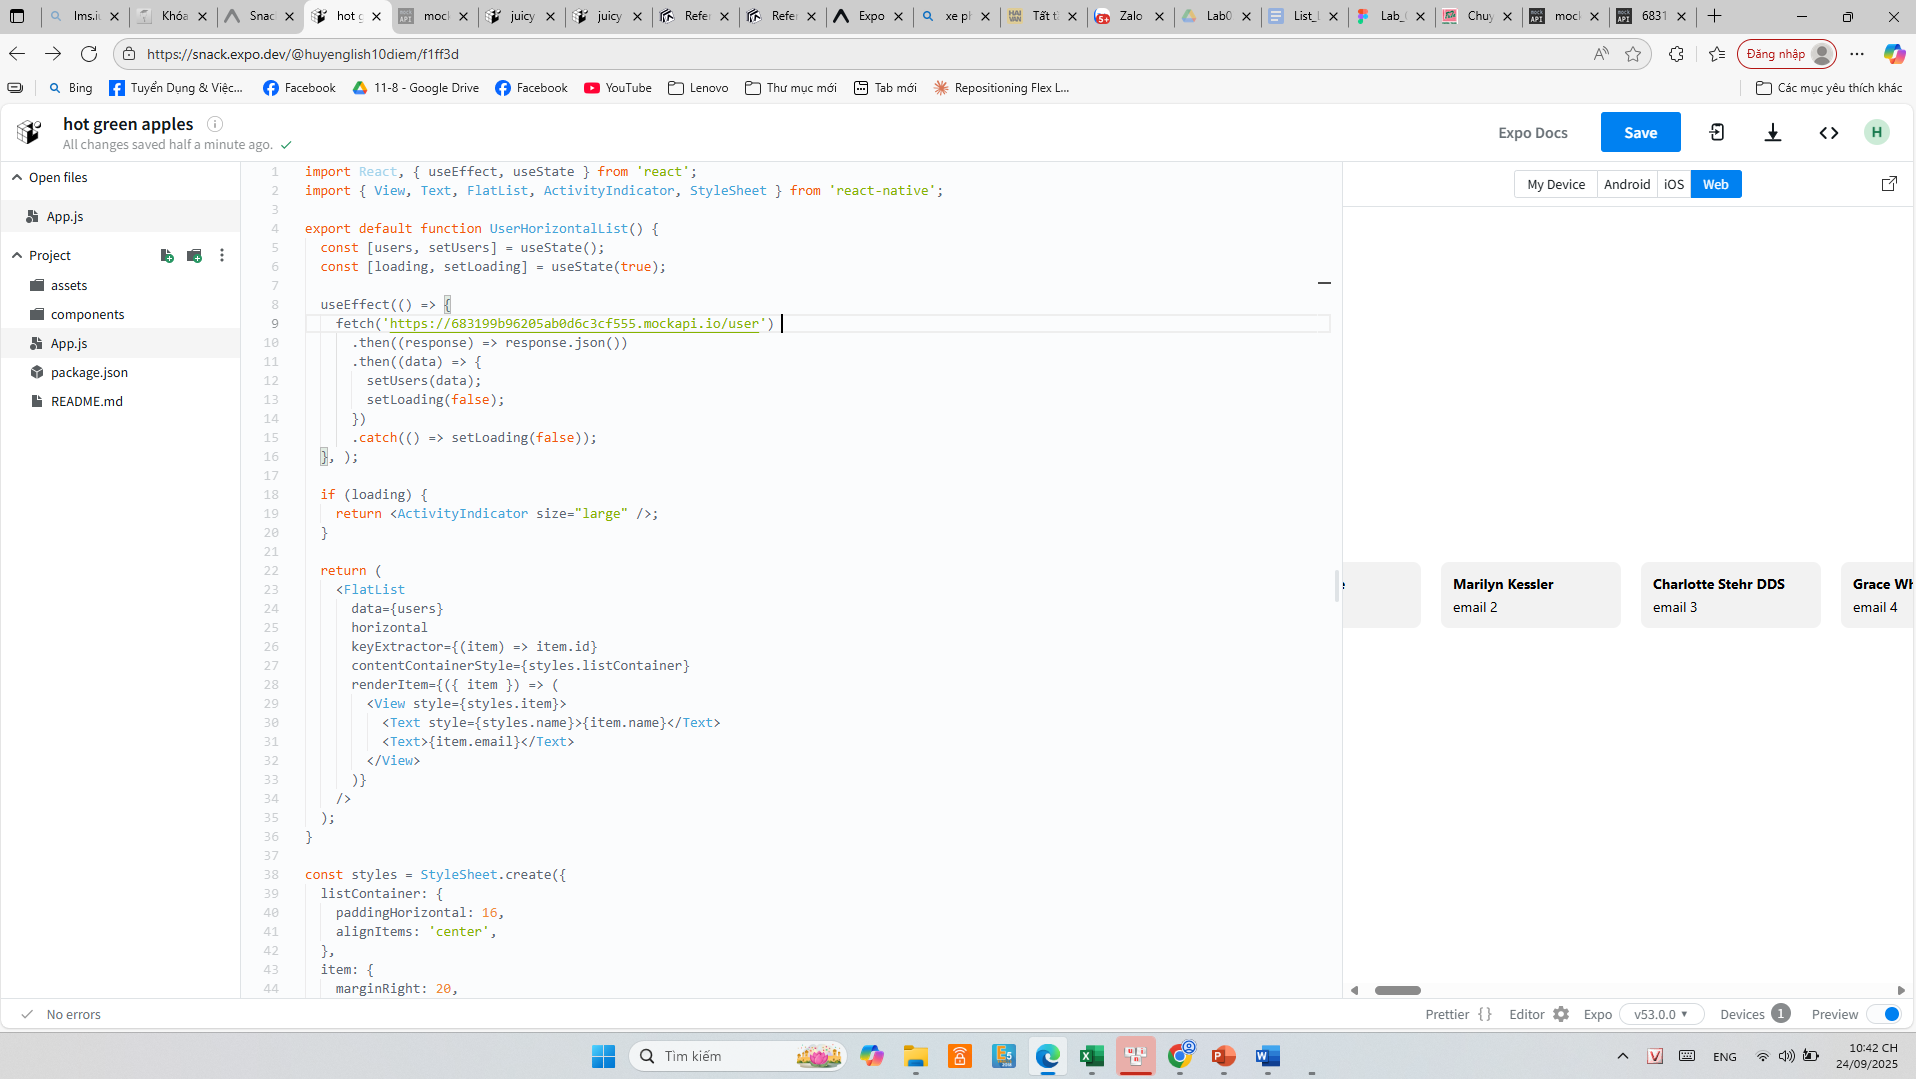 lms.iu
Khóa
Snac
hot g
mock
juicy
juicy
Refer
Refer
Expo
xe ph
Tất t
Zalo
Lab0
List_l
Lab_
Chuy
mock
6831
https://snack.expo.dev/@huyenglish10diem/f1ff3d
Đăng nhập
Bing
Tuyển Dụng & Việc...
Facebook
11-8 - Google Drive
Facebook
YouTube
Lenovo
Thư mục mới
Tab mới
Repositioning Flex L...
Các mục yêu thích khác
hot green apples
All changes saved half a minute ago.
Expo Docs
Save
H
Open files
App.js
Project
assets
components
App.js
package.json
README.md
1 import React, { useEffect, useState } from 'react';
2 import { View, Text, FlatList, ActivityIndicator, StyleSheet } from 'react-native';
3
4 export default function UserHorizontalList() {
5 const [users, setUsers] = useState();
6 const [loading, setLoading] = useState(true);
7
8 useEffect(() => {
9 fetch('https://683199b96205ab0d6c3cf555.mockapi.io/user')
10 .then((response) => response.json())
11 .then((data) => {
12 setUsers(data);
13 setLoading(false);
14 })
15 .catch(() => setLoading(false));
16 }, );
17
18 if (loading) {
19 return <ActivityIndicator size="large" />;
20 }
21
22 return (
23 <FlatList
24 data={users}
25 horizontal
26 keyExtractor={(item) => item.id}
27 contentContainerStyle={styles.listContainer}
28 renderItem={({ item }) => (
29 <View style={styles.item}>
30 <Text style={styles.name}>{item.name}</Text>
31 <Text>{item.email}</Text>
32 </View>
33 )}
34 />
35 );
36 }
37
38 const styles = StyleSheet.create({
39 listContainer: {
40 paddingHorizontal: 16,
41 alignItems: 'center',
42 },
43 item: {
44 marginRight: 20,
My Device
Android
iOS
Web
Marilyn Kessler
email 2
Charlotte Stehr DDS
email 3
Grace Wh
email 4
No errors
Prettier { }
Editor
Expo
v53.0.0
Devices 1
Preview
Tìm kiếm
ENG
10:42 CH
24/09/2025